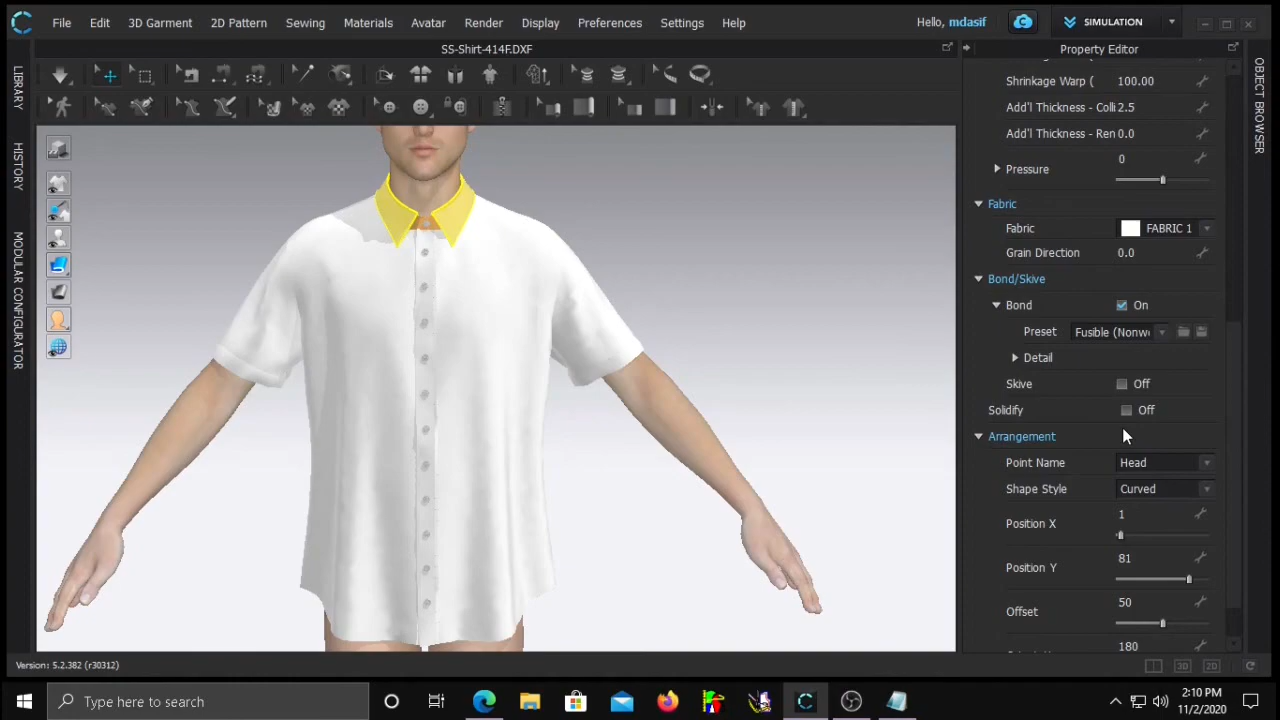 File Edit 3D Garment 2D Pattern Sewing Materials Avatar Render Display Preferences Settings Help Hello, mdasif SIMULATION
SS-Shirt-414F.DXF
Property Editor
LIBRARY
HISTORY
MODULAR CONFIGURATOR
OBJECT BROWSER
Shrinkage Warp ( 100.00
Add'l Thickness - Colli 2.5
Add'l Thickness - Ren 0.0
Pressure 0
Fabric
Fabric FABRIC 1
Grain Direction 0.0
Bond/Skive
Bond On
Preset Fusible (Nonw
Detail
Skive Off
Solidify Off
Arrangement
Point Name Head
Shape Style Curved
Position X 1
Position Y 81
Offset 50
180
Version: 5.2.382 (r30312)
3D 2D
Type here to search
2:10 PM
11/2/2020